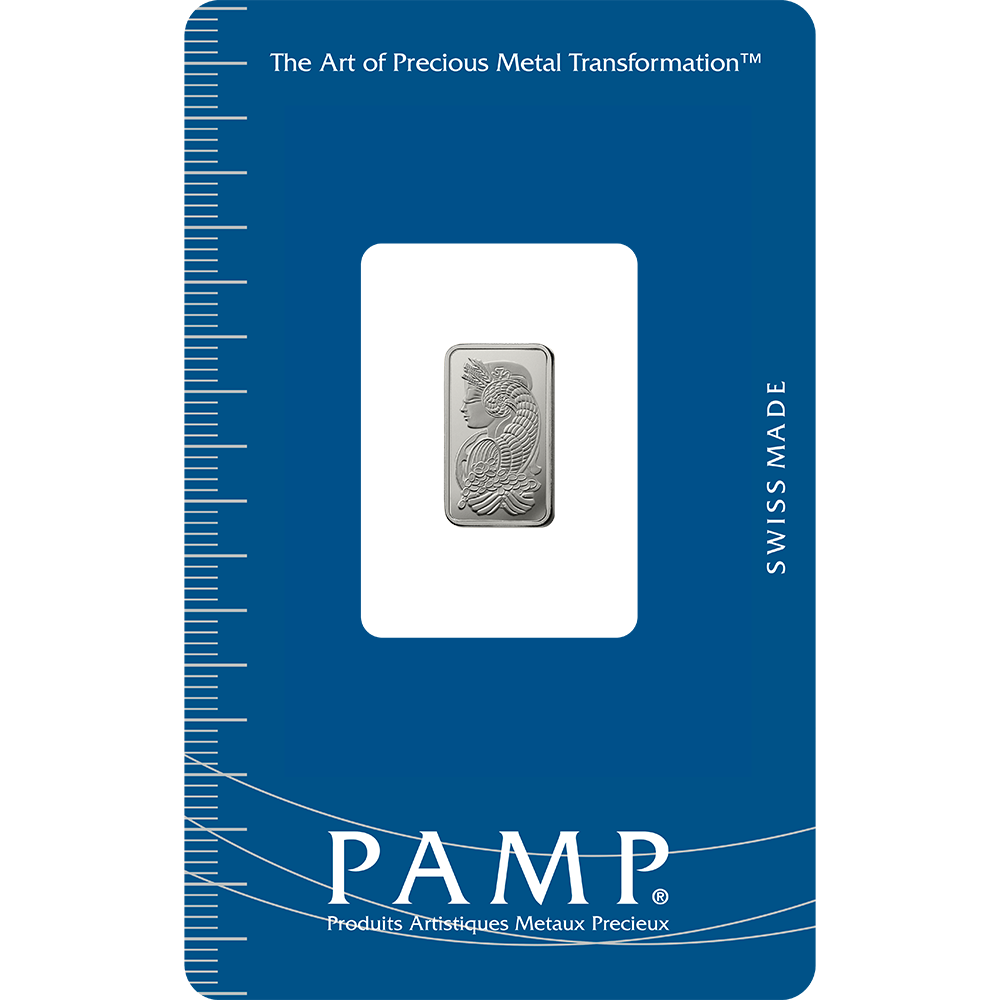 The Art of Precious Metal Transformation™
SWISS MADE
PAMP®
Produits Artistiques Metaux Precieux